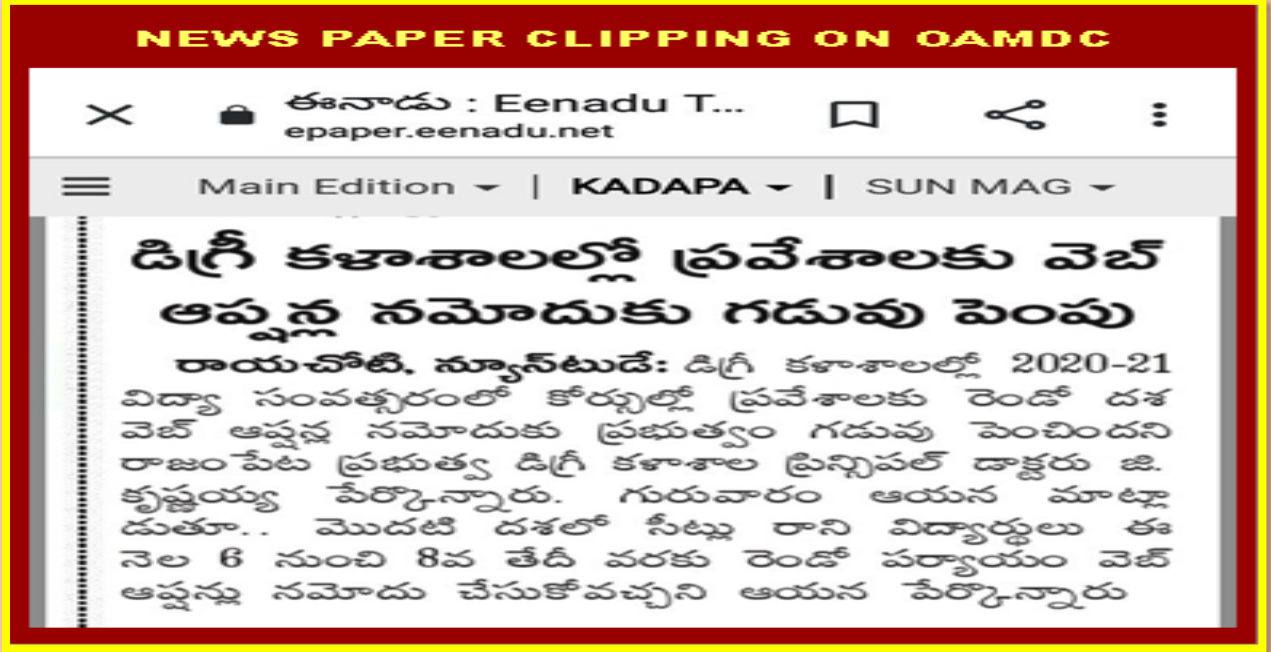 NEWS PAPER CLIPPING ON OAMDC
ఈనాడు : Eenadu T...
epaper.eenadu.net
Main Edition | KADAPA | SUN MAG
డిగ్రీ కళాశాలల్లో ప్రవేశాలకు వెబ్
ఆప్షన్ల నమోదుకు గడువు పెంపు
రాయచోటి, న్యూస్‌టుడే: డిగ్రీ కళాశాలల్లో 2020-21
విద్యా సంవత్సరంలో కోర్సుల్లో ప్రవేశాలకు రెండో దశ
వెబ్ ఆప్షన్ల నమోదుకు ప్రభుత్వం గడువు పెంచిందని
రాజంపేట ప్రభుత్వ డిగ్రీ కళాశాల ప్రిన్సిపల్ డాక్టరు జి.
కృష్ణయ్య పేర్కొన్నారు. గురువారం ఆయన మాట్లా
డుతూ.. మొదటి దశలో సీట్లు రాని విద్యార్థులు ఈ
నెల 6 నుంచి 8వ తేదీ వరకు రెండో పర్యాయం వెబ్
ఆప్షన్లు నమోదు చేసుకోవచ్చని ఆయన పేర్కొన్నారు